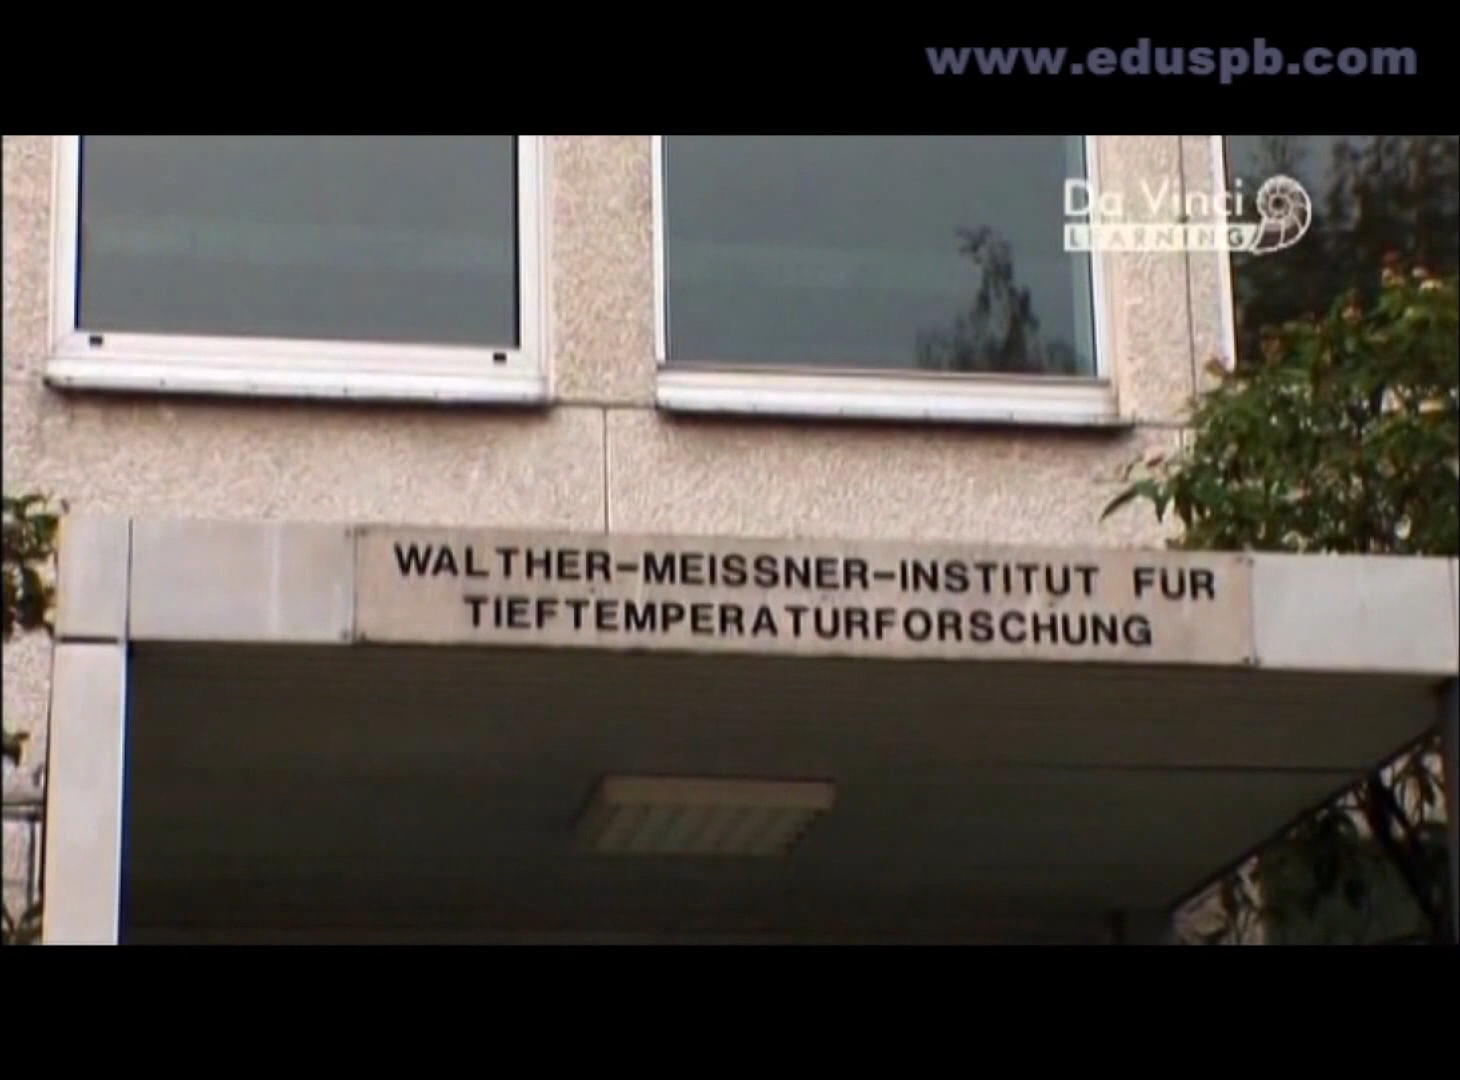 www.eduspb.com
Da Vinci
LEARNING
WALTHER-MEISSNER-INSTITUT FUR
TIEFTEMPERATURFORSCHUNG